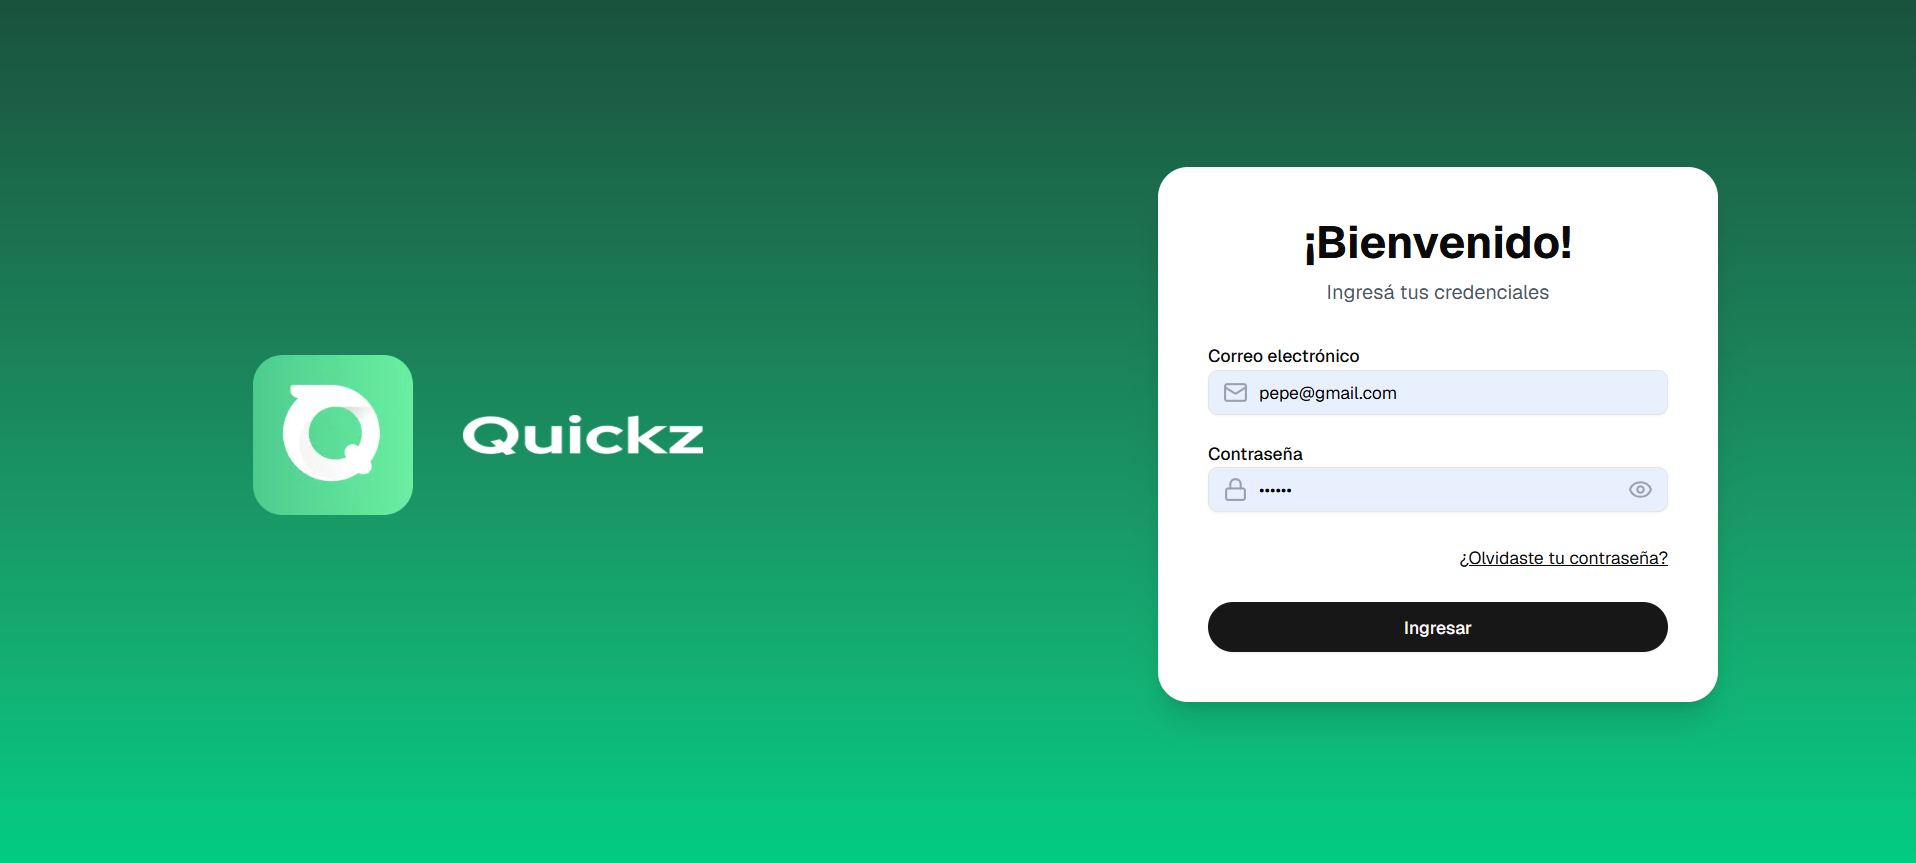 Quickz
¡Bienvenido!
Ingresá tus credenciales
Correo electrónico
pepe@gmail.com
Contraseña
••••••
¿Olvidaste tu contraseña?
Ingresar